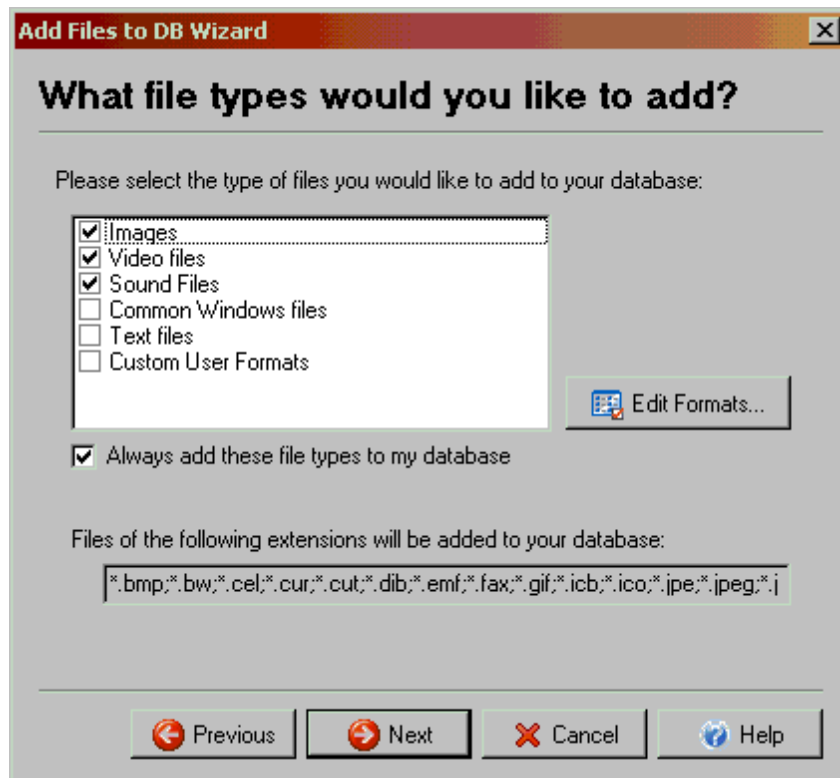 Add Files to DB Wizard
What file types would you like to add?
Please select the type of files you would like to add to your database:
Images
Video files
Sound Files
Common Windows files
Text files
Custom User Formats
Edit Formats...
Always add these file types to my database
Files of the following extensions will be added to your database:
*.bmp;*.bw;*.cel;*.cur;*.cut;*.dib;*.emf;*.fax;*.gif;*.icb;*.ico;*.jpe;*.jpeg;*.j
Previous Next Cancel Help